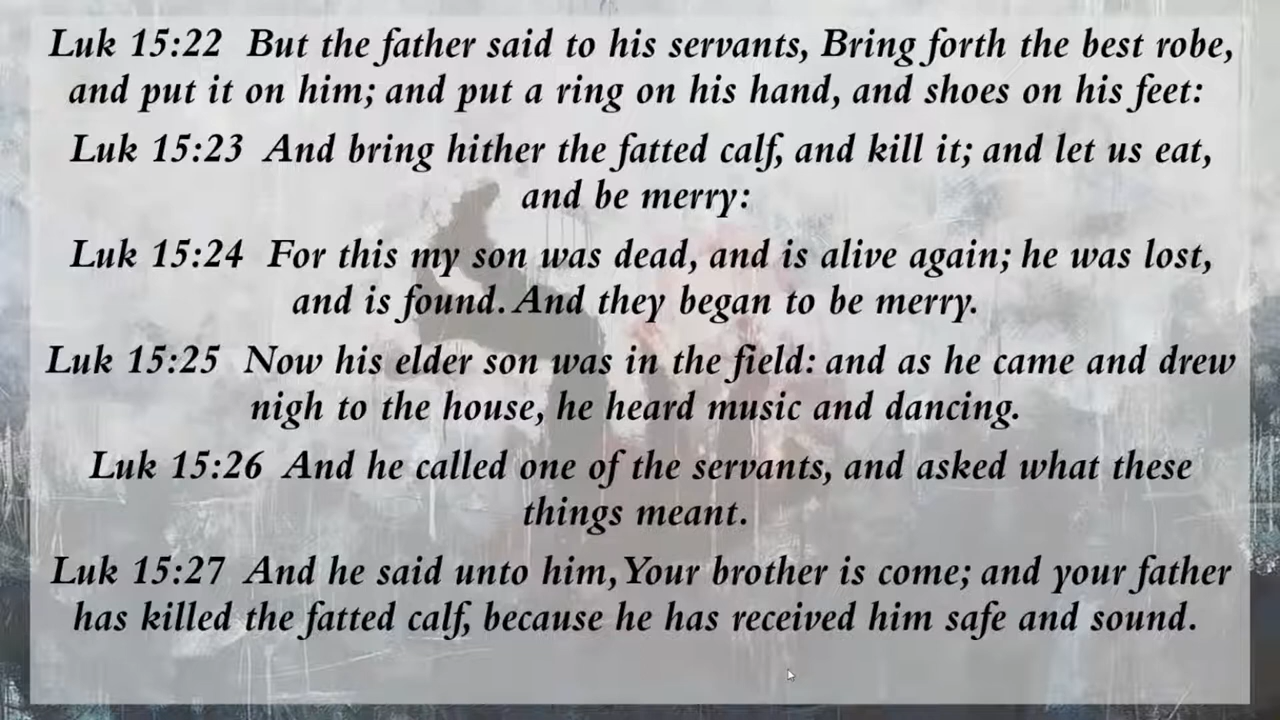 Luk 15:22 But the father said to his servants, Bring forth the best robe,
and put it on him; and put a ring on his hand, and shoes on his feet:
Luk 15:23 And bring hither the fatted calf, and kill it; and let us eat,
and be merry:
Luk 15:24 For this my son was dead, and is alive again; he was lost,
and is found. And they began to be merry.
Luk 15:25 Now his elder son was in the field: and as he came and drew
nigh to the house, he heard music and dancing.
Luk 15:26 And he called one of the servants, and asked what these
things meant.
Luk 15:27 And he said unto him, Your brother is come; and your father
has killed the fatted calf, because he has received him safe and sound.